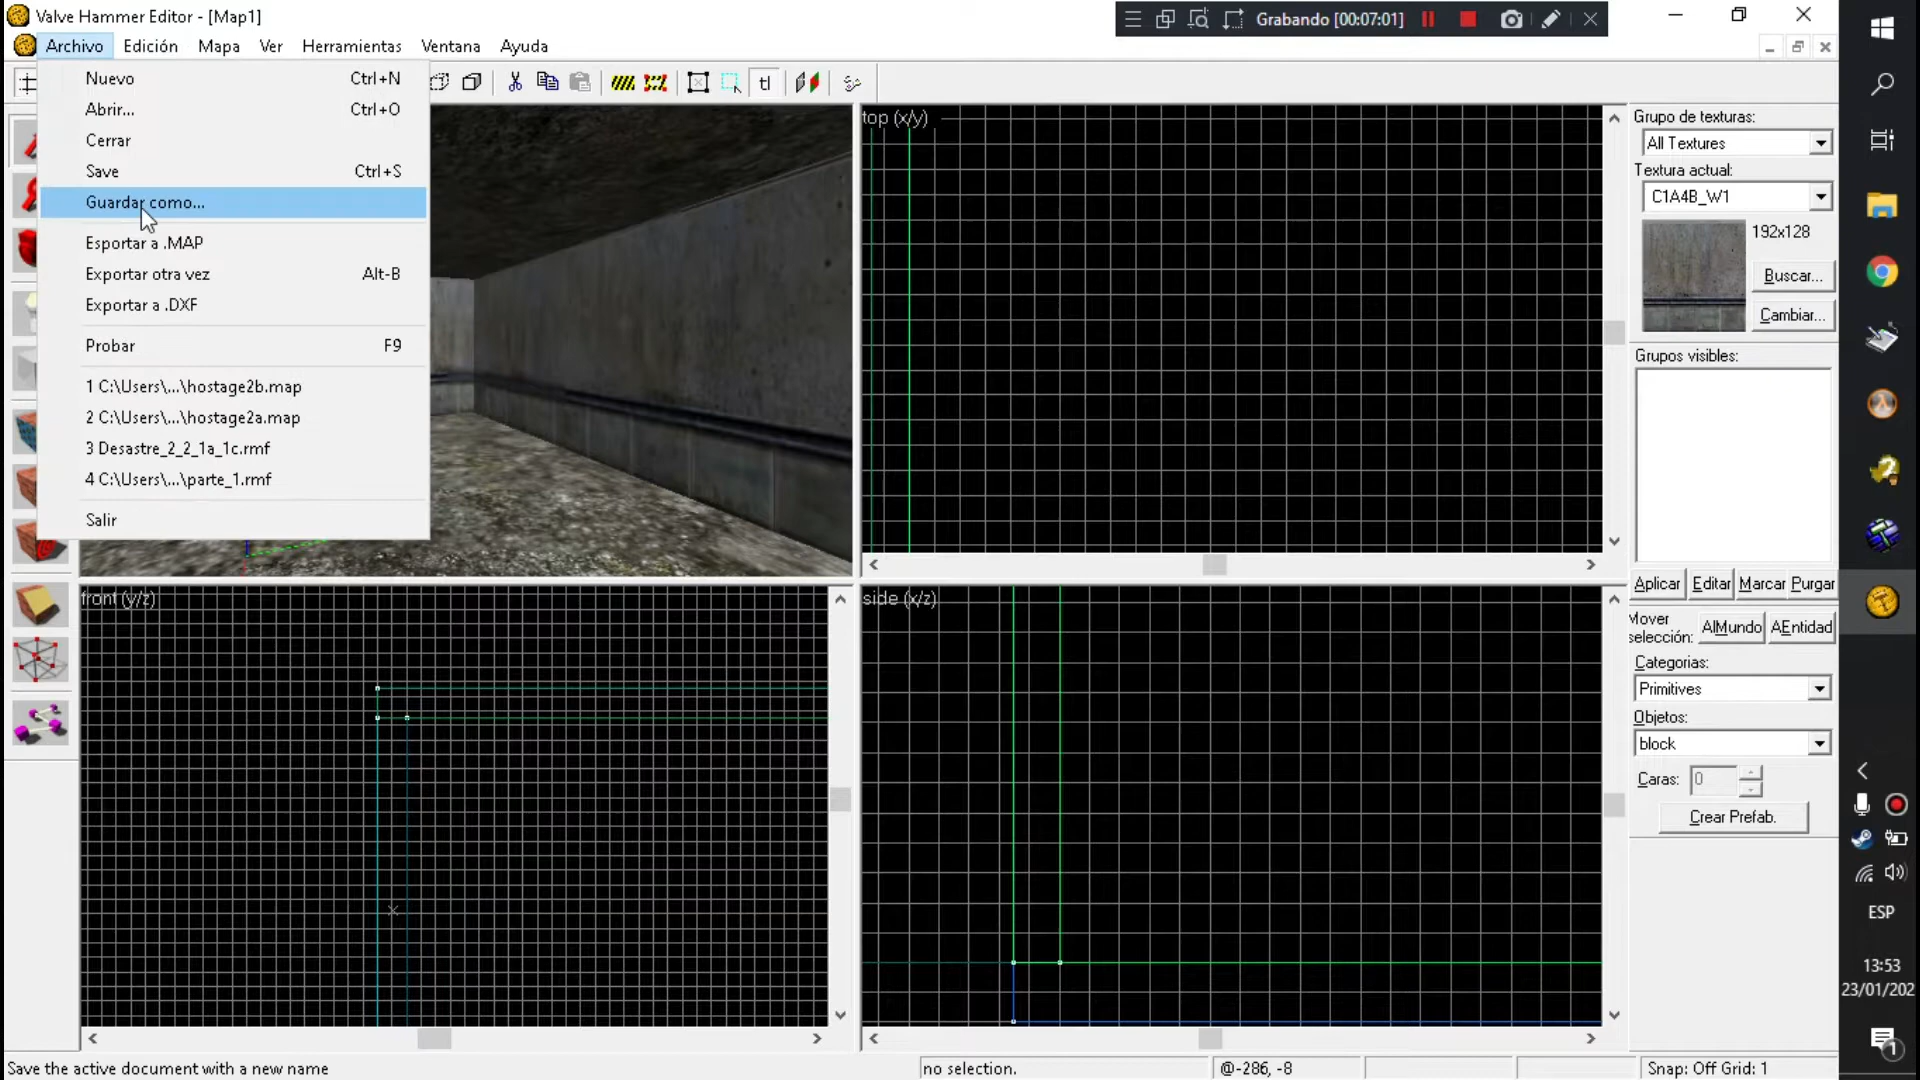 Valve Hammer Editor - [Map1]
Grabando [00:07:01]
Archivo Edición Mapa Ver Herramientas Ventana Ayuda
Nuevo Ctrl+N
Abrir... Ctrl+O
Cerrar
Save Ctrl+S
Guardar como...
Esportar a .MAP
Exportar otra vez Alt-B
Exportar a .DXF
Probar F9
1 C:\Users\...\hostage2b.map
2 C:\Users\...\hostage2a.map
3 Desastre_2_2_1a_1c.rmf
4 C:\Users\...\parte_1.rmf
Salir
tl
top (x/y)
front (y/z)
side (x/z)
Grupo de texturas:
All Textures
Textura actual:
C1A4B_W1
192x128
Buscar...
Cambiar...
Grupos visibles:
Aplicar Editar Marcar Purgar
Mover
selección: AlMundo AEntidad
Categorias:
Primitives
Objetos:
block
Caras: 0
Crear Prefab.
ESP
13:53
23/01/202
1
Save the active document with a new name
no selection.
@-286, -8
Snap: Off Grid: 1